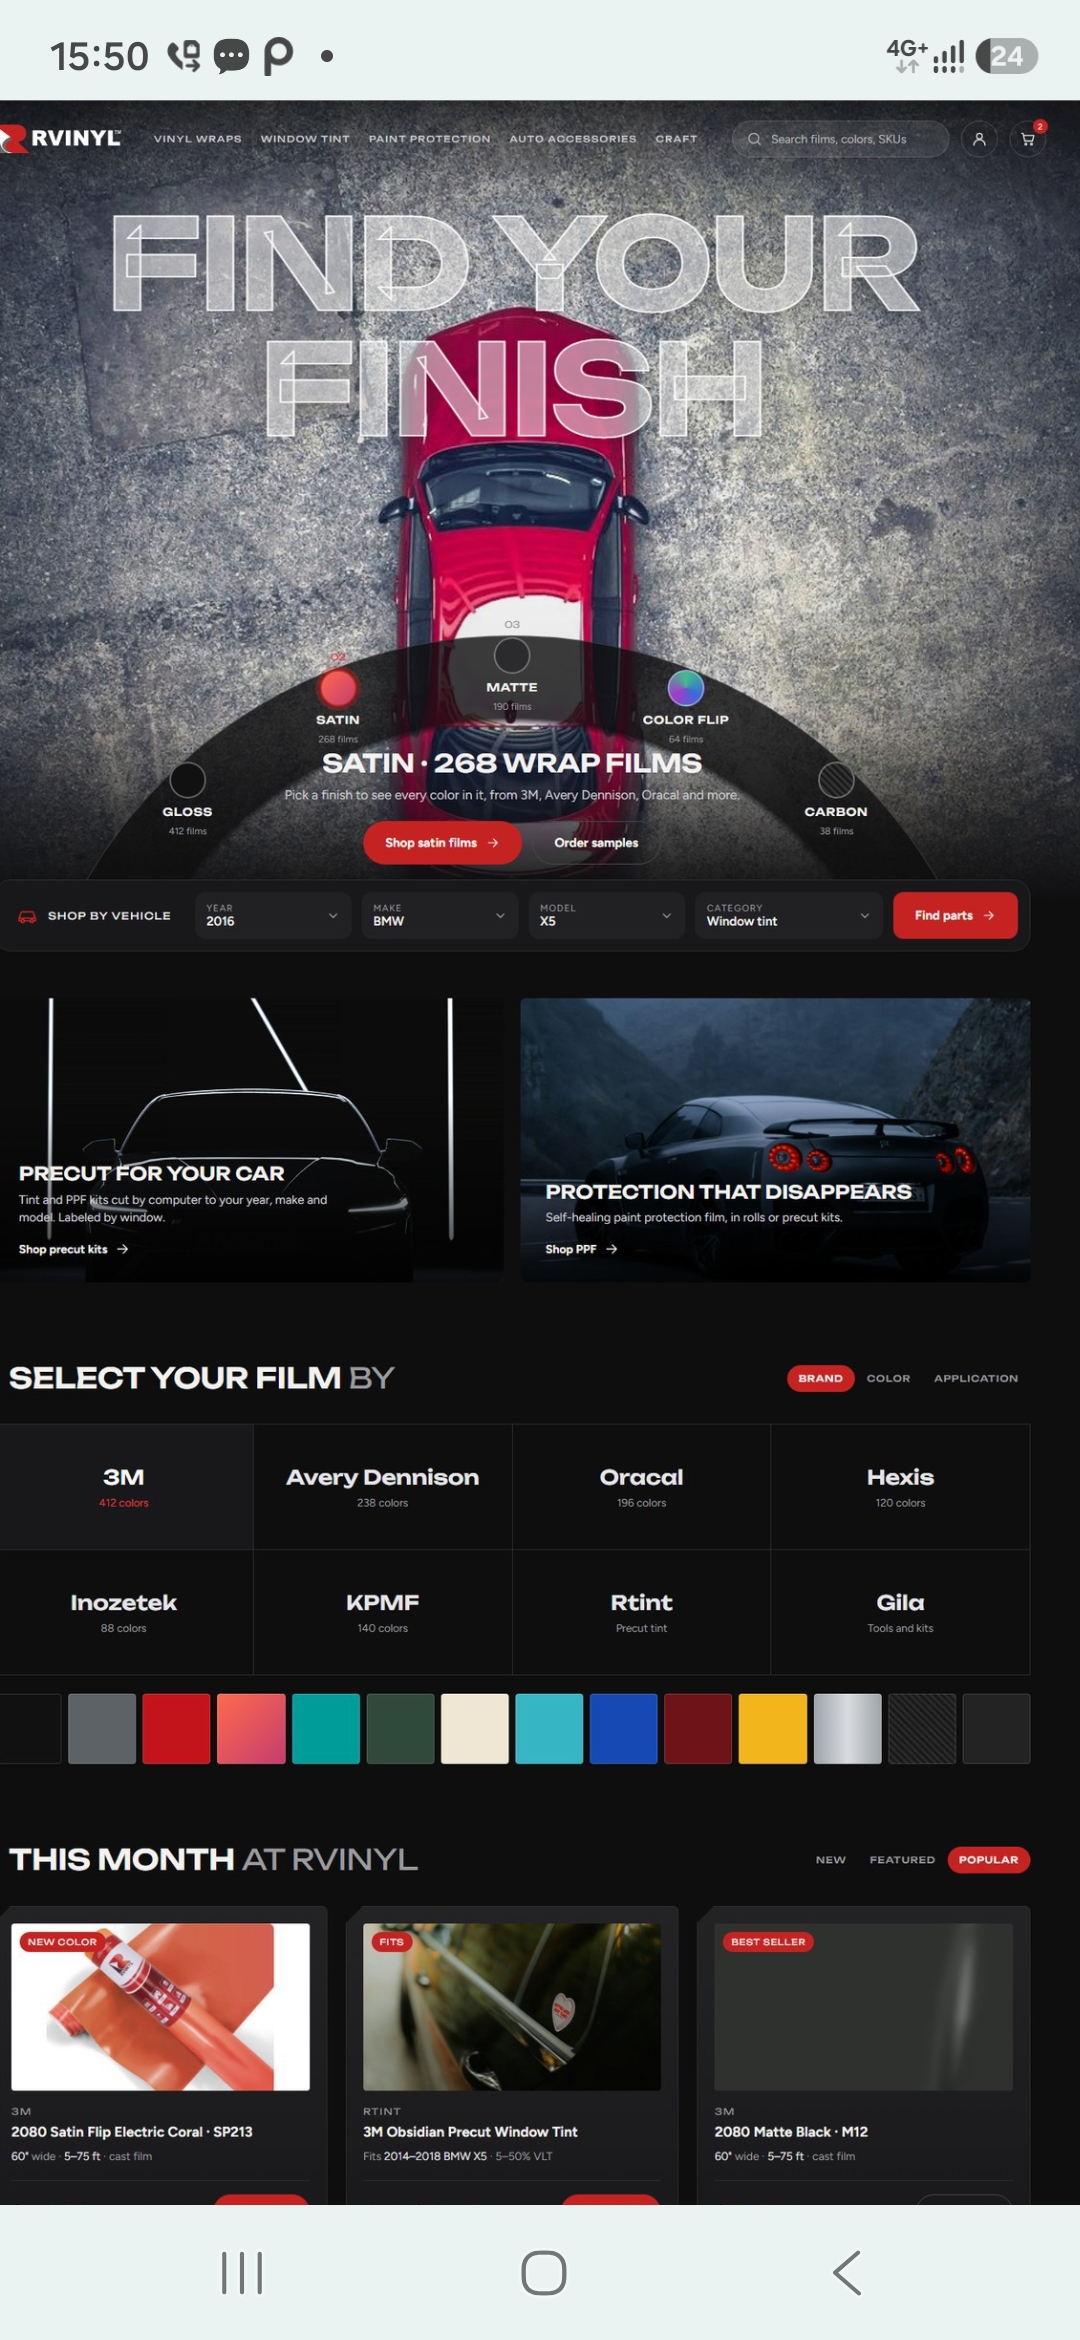 15:50
4G+
24
RVINYL
VINYL WRAPS
WINDOW TINT
PAINT PROTECTION
AUTO ACCESSORIES
CRAFT
Search films, colors, SKUs
2
FIND YOUR
FINISH
03
MATTE
190 films
02
SATIN
268 films
COLOR FLIP
64 films
GLOSS
412 films
CARBON
38 films
SATIN · 268 WRAP FILMS
Pick a finish to see every color in it, from 3M, Avery Dennison, Oracal and more.
Shop satin films →
Order samples
SHOP BY VEHICLE
YEAR
2016
MAKE
BMW
MODEL
X5
CATEGORY
Window tint
Find parts →
PRECUT FOR YOUR CAR
Tint and PPF kits cut by computer to your year, make and
model. Labeled by window.
Shop precut kits →
PROTECTION THAT DISAPPEARS
Self-healing paint protection film, in rolls or precut kits.
Shop PPF →
SELECT YOUR FILM BY
BRAND
COLOR
APPLICATION
3M
412 colors
Avery Dennison
238 colors
Oracal
196 colors
Hexis
120 colors
Inozetek
88 colors
KPMF
140 colors
Rtint
Precut tint
Gila
Tools and kits
THIS MONTH AT RVINYL
NEW
FEATURED
POPULAR
NEW COLOR
3M
2080 Satin Flip Electric Coral · SP213
60" wide · 5–75 ft · cast film
FITS
RTINT
3M Obsidian Precut Window Tint
Fits 2014–2018 BMW X5 · 5–50% VLT
BEST SELLER
3M
2080 Matte Black · M12
60" wide · 5–75 ft · cast film